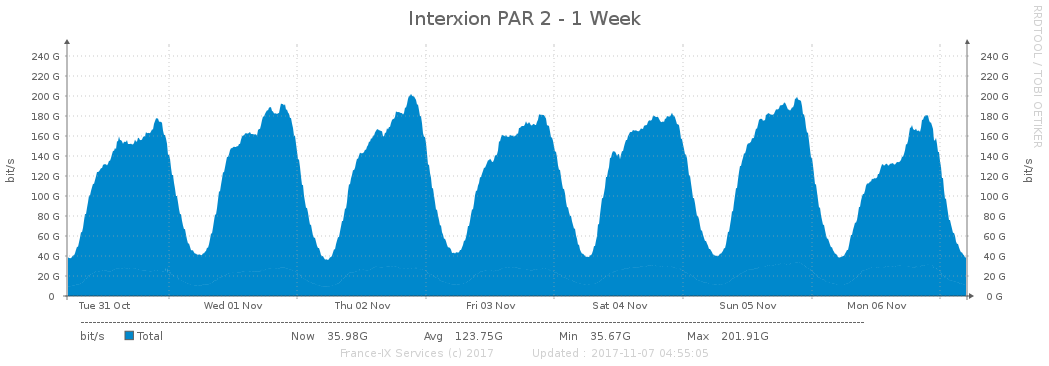 Interxion PAR 2 - 1 Week
RRDTOOL / TOBI OETIKER
240 G 240 G
220 G 220 G
200 G 200 G
180 G 180 G
160 G 160 G
140 G 140 G
120 G 120 G
100 G 100 G
80 G 80 G
60 G 60 G
40 G 40 G
20 G 20 G
0 0 G
bit/s bit/s
Tue 31 Oct Wed 01 Nov Thu 02 Nov Fri 03 Nov Sat 04 Nov Sun 05 Nov Mon 06 Nov
bit/s Total Now 35.98G Avg 123.75G Min 35.67G Max 201.91G
France-IX Services (c) 2017 Updated : 2017-11-07 04:55:05